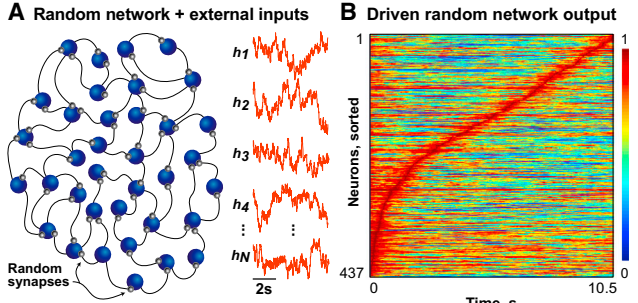 A Random network + external inputs
h1
h2
h3
h4
⋮ ⋮
hN
2s
Random
synapses
B Driven random network output
Neurons, sorted
1
437
0
10.5
Time, s
1
0